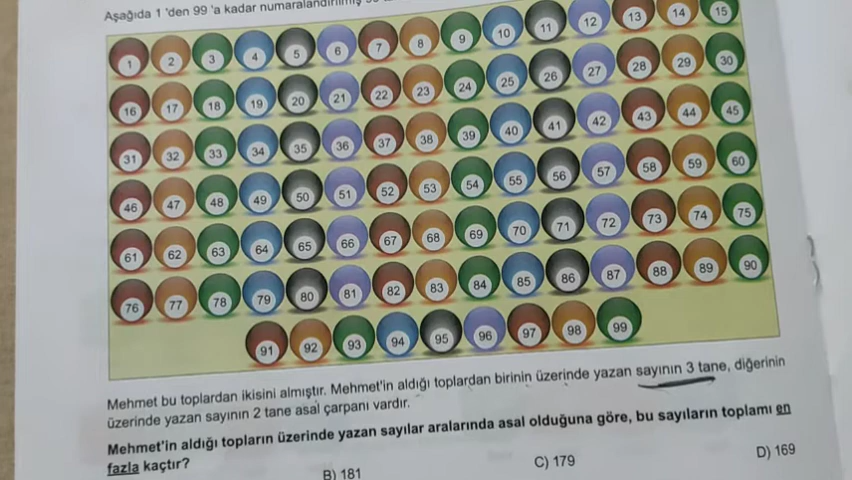 Aşağıda 1 'den 99 'a kadar numaralandırılmış
1 2 3 4 5 6 7 8 9 10 11 12 13 14 15
16 17 18 19 20 21 22 23 24 25 26 27 28 29 30
31 32 33 34 35 36 37 38 39 40 41 42 43 44 45
46 47 48 49 50 51 52 53 54 55 56 57 58 59 60
61 62 63 64 65 66 67 68 69 70 71 72 73 74 75
76 77 78 79 80 81 82 83 84 85 86 87 88 89 90
91 92 93 94 95 96 97 98 99
Mehmet bu toplardan ikisini almıştır. Mehmet'in aldığı toplardan birinin üzerinde yazan sayının 3 tane, diğerinin
üzerinde yazan sayının 2 tane asal çarpanı vardır.
Mehmet'in aldığı topların üzerinde yazan sayılar aralarında asal olduğuna göre, bu sayıların toplamı en
fazla kaçtır?
B) 181 C) 179 D) 169